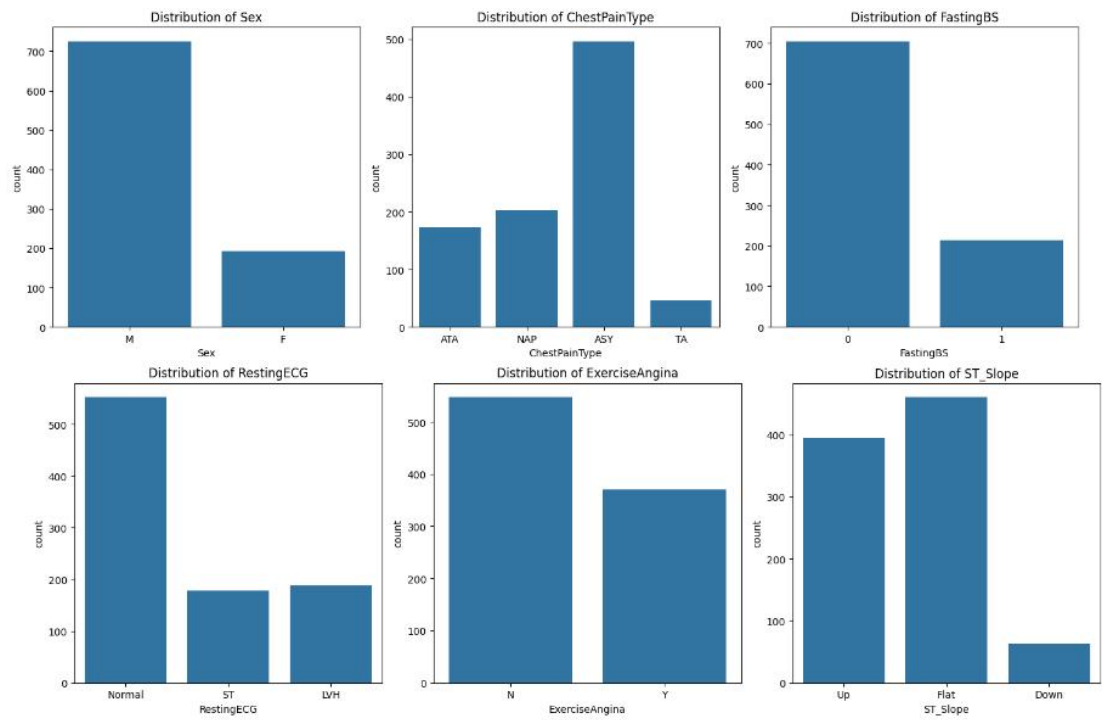 Distribution of Sex
700
600
500
400
300
200
100
0
count
M
F
Sex
Distribution of ChestPainType
500
400
300
200
100
0
count
ATA
NAP
ASY
TA
ChestPainType
Distribution of FastingBS
700
600
500
400
300
200
100
0
count
0
1
FastingBS
Distribution of RestingECG
500
400
300
200
100
0
count
Normal
ST
LVH
RestingECG
Distribution of ExerciseAngina
500
400
300
200
100
0
count
N
Y
ExerciseAngina
Distribution of ST_Slope
400
300
200
100
0
count
Up
Flat
Down
ST_Slope